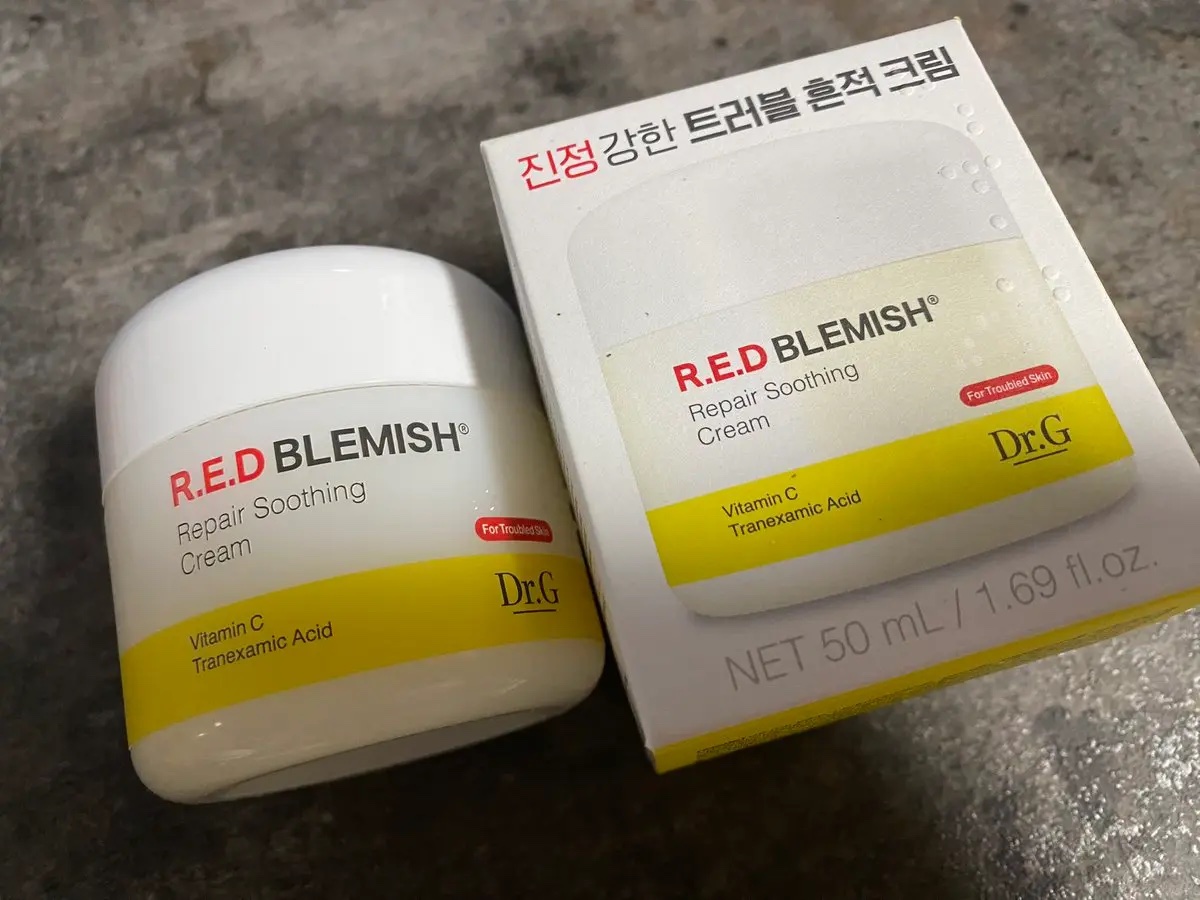 R.E.D BLEMISH®
Repair Soothing
Cream
For Troubled Skin
Dr.G
Vitamin C
Tranexamic Acid
진정 강한 트러블 흔적 크림
R.E.D BLEMISH®
Repair Soothing
Cream
For Troubled Skin
Dr.G
Vitamin C
Tranexamic Acid
NET 50 mL / 1.69 fl.oz.